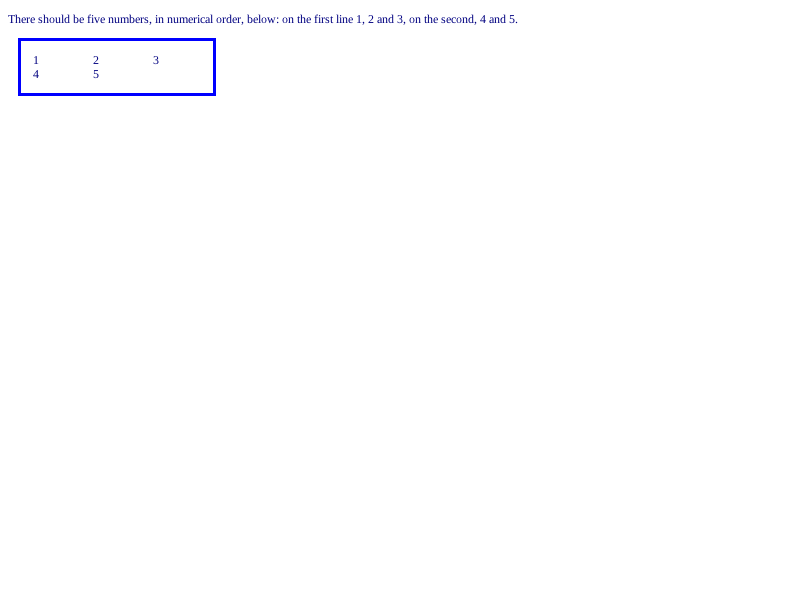 There should be five numbers, in numerical order, below: on the first line 1, 2 and 3, on the second, 4 and 5.
1 2 3
4 5